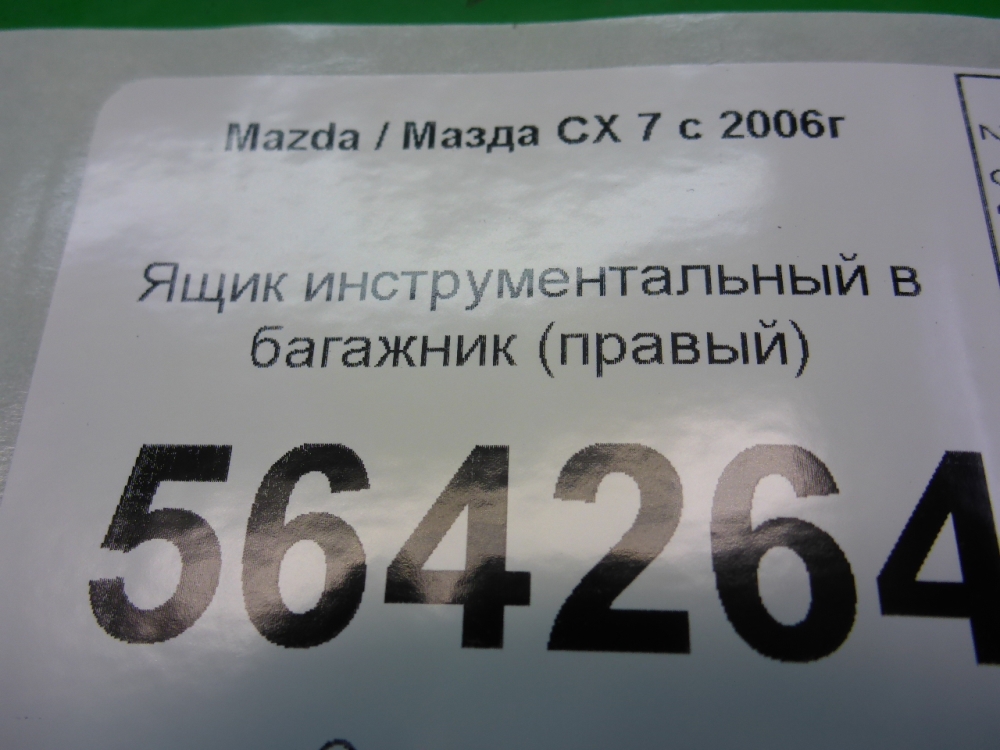 Mazda / Мазда CX 7 с 2006г
Ящик инструментальный в
багажник (правый)
564264